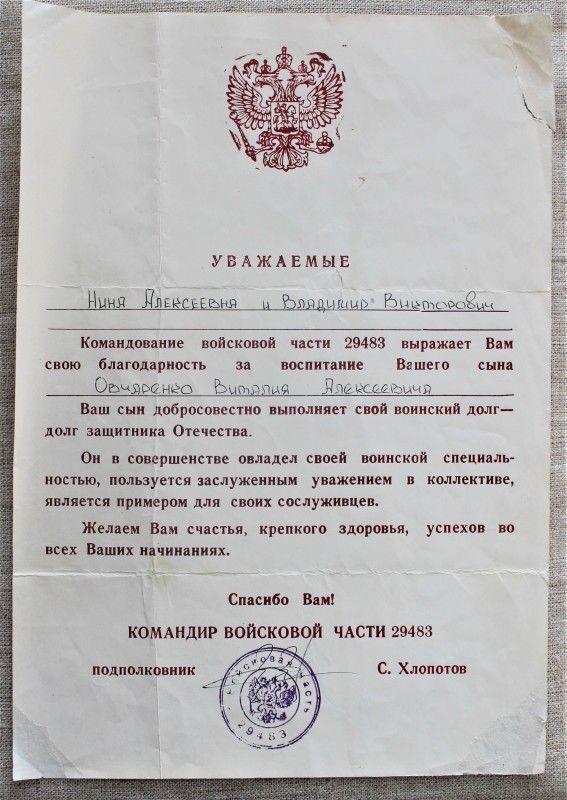 УВАЖАЕМЫЕ
Нина Алексеевна и Владимир Викторович
Командование войсковой части 29483 выражает Вам
свою благодарность за воспитание Вашего сына
Овчаренко Виталия Алексеевича
Ваш сын добросовестно выполняет свой воинский долг—
долг защитника Отечества.
Он в совершенстве овладел своей воинской специаль-
ностью, пользуется заслуженным уважением в коллективе,
является примером для своих сослуживцев.
Желаем Вам счастья, крепкого здоровья, успехов во
всех Ваших начинаниях.
Спасибо Вам!
КОМАНДИР ВОЙСКОВОЙ ЧАСТИ 29483
подполковник С. Хлопотов
Войсковая часть
29483